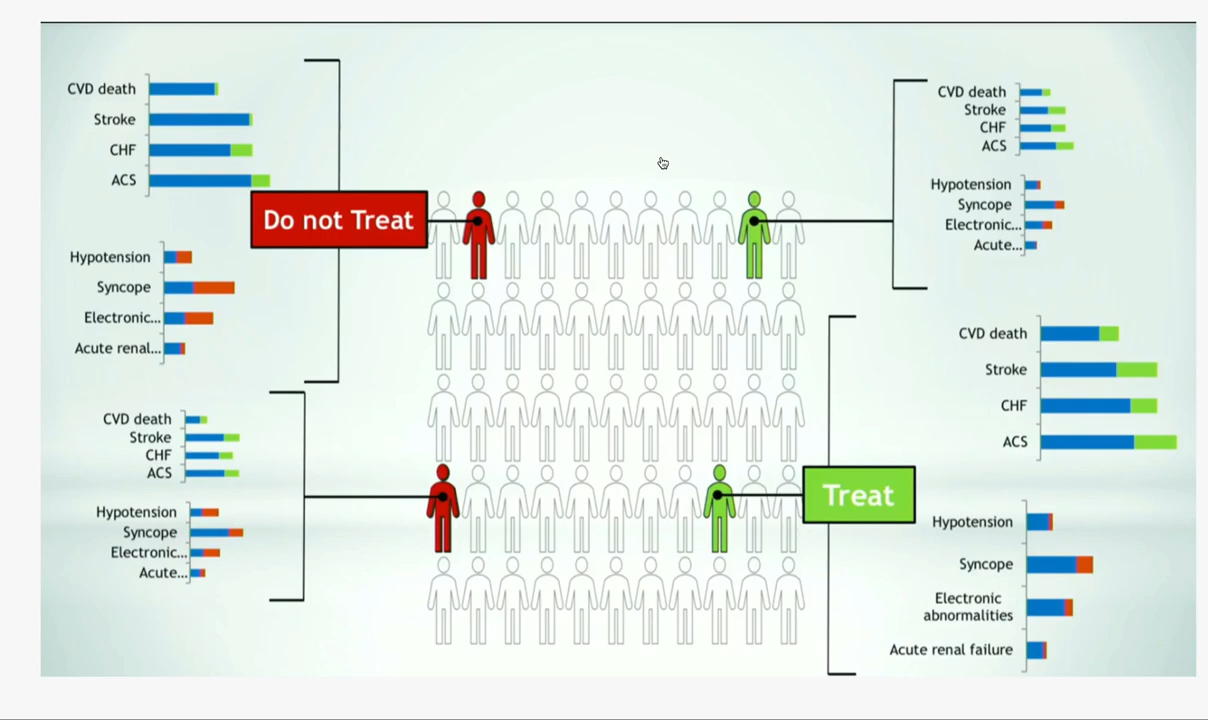 CVD death
Stroke
CHF
ACS
Do not Treat
Hypotension
Syncope
Electronic...
Acute renal...
CVD death
Stroke
CHF
ACS
Hypotension
Syncope
Electronic...
Acute...
CVD death
Stroke
CHF
ACS
Hypotension
Syncope
Electronic...
Acute...
CVD death
Stroke
CHF
ACS
Treat
Hypotension
Syncope
Electronic
abnormalities
Acute renal failure